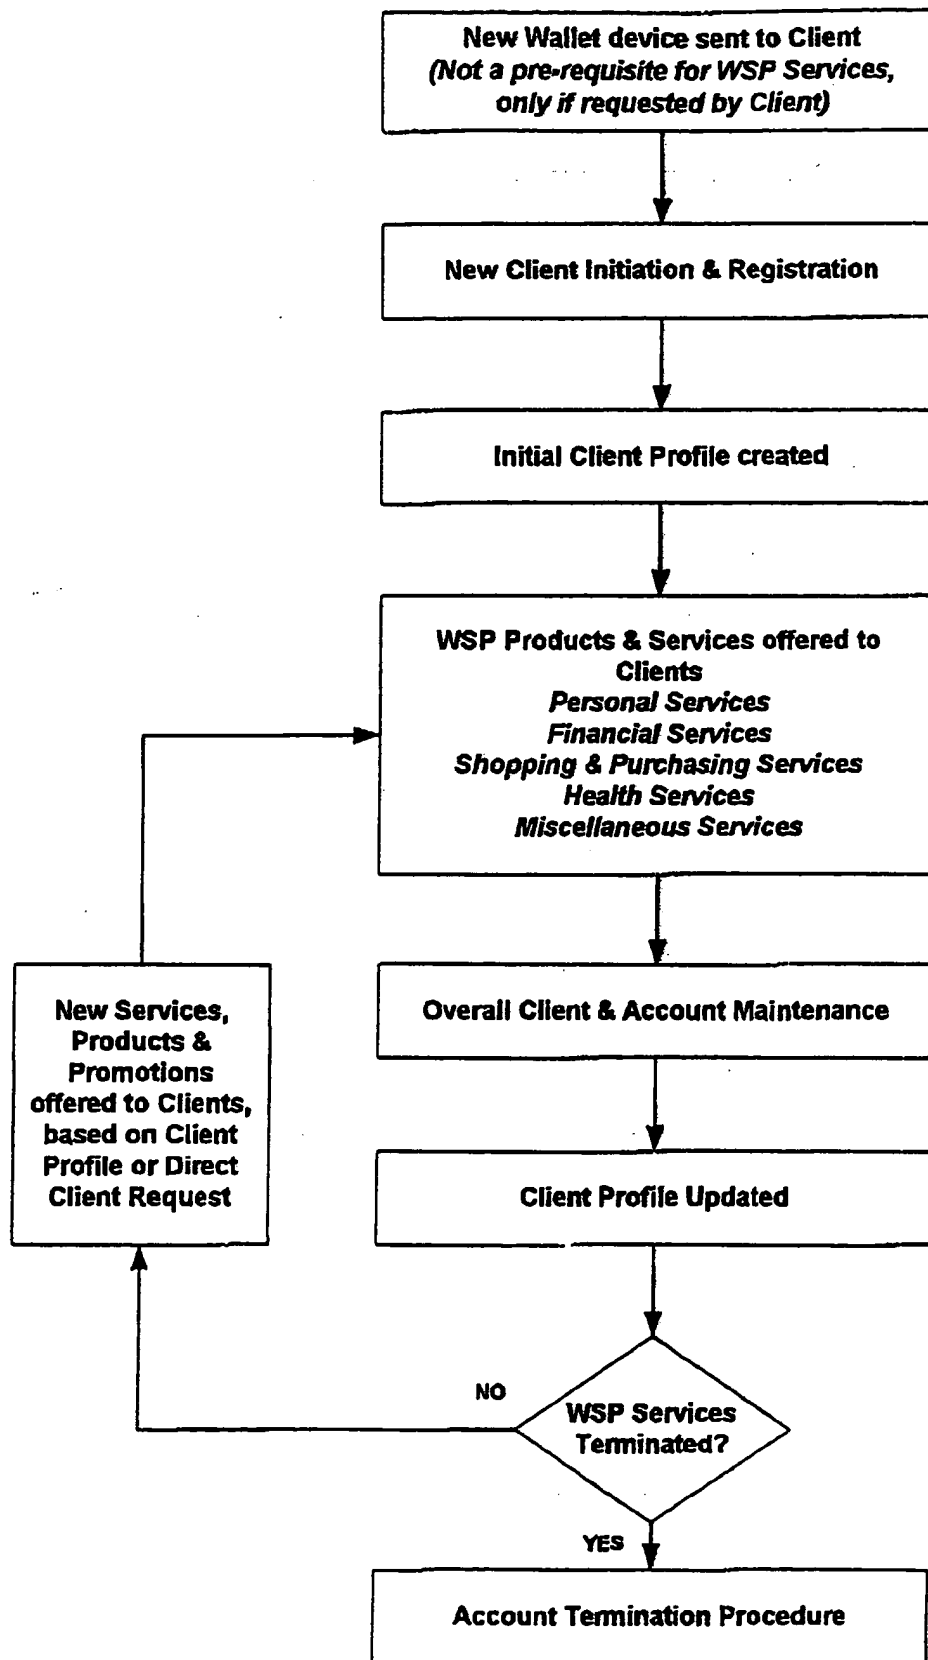 New Wallet device sent to Client
(Not a pre-requisite for WSP Services,
only if requested by Client)
New Client Initiation & Registration
Initial Client Profile created
WSP Products & Services offered to
Clients
Personal Services
Financial Services
Shopping & Purchasing Services
Health Services
Miscellaneous Services
New Services,
Products &
Promotions
offered to Clients,
based on Client
Profile or Direct
Client Request
Overall Client & Account Maintenance
Client Profile Updated
NO
WSP Services
Terminated?
YES
Account Termination Procedure